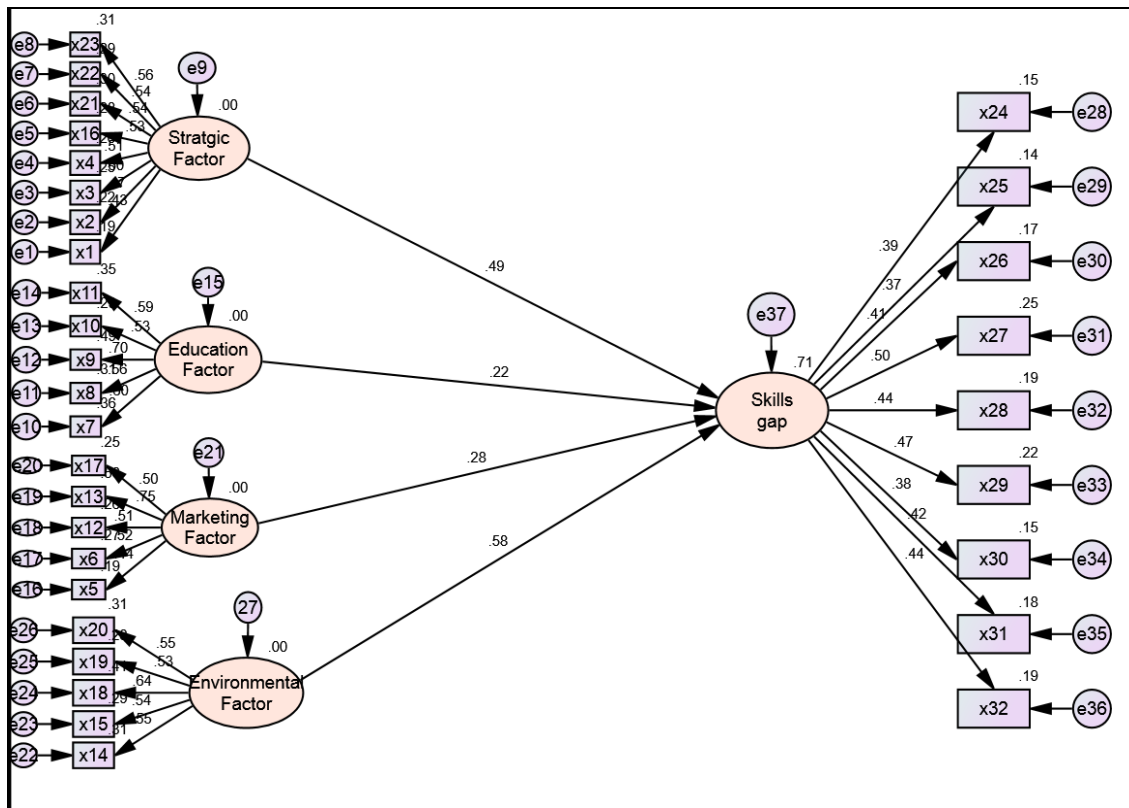 .31
e8 x23
e7 x22
.56
e6 x21
.54
e5 x16
.54
e4 x4
.53
e3 x3
.51
e2 x2
.22
.43
e1 x1
.19
e9
.00
Stratgic
Factor
.35
e14 x11
.59
e13 x10
.53
e12 x9
.70
e11 x8
e10 x7
.36
e15
.00
Education
Factor
.25
e20 x17
.50
e19 x13
.75
e18 x12
.51
e17 x6
.27
.52
e16 x5
.19
e21
.00
Marketing
Factor
.31
e26 x20
.55
e25 x19
.53
e24 x18
.64
e23 x15
.29
.54
e22 x14
.31
.55
27
.00
Environmental
Factor
.49
.22
.28
.58
e37
.71
Skills
gap
.39
.37
.41
.50
.44
.47
.38
.42
.44
.15
x24 e28
.14
x25 e29
.17
x26 e30
.25
x27 e31
.19
x28 e32
.22
x29 e33
.15
x30 e34
.18
x31 e35
.19
x32 e36